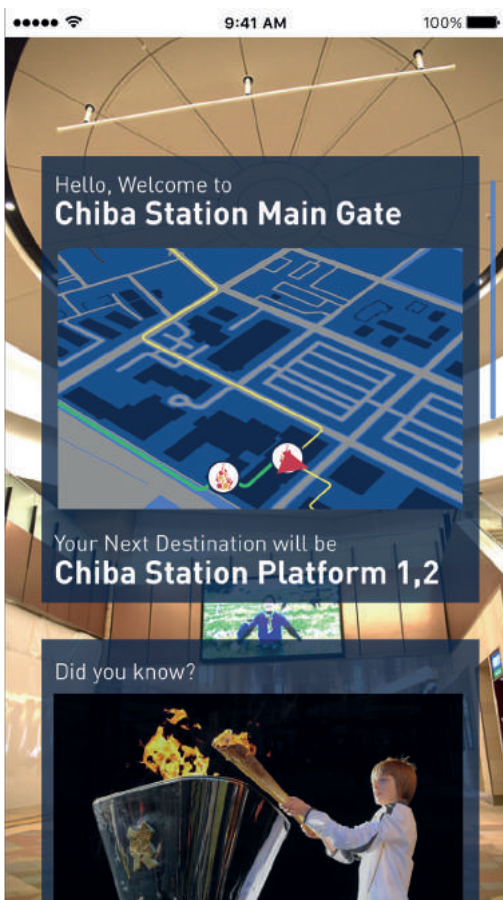 9:41 AM
100%
Hello, Welcome to
Chiba Station Main Gate
Your Next Destination will be
Chiba Station Platform 1,2
Did you know?